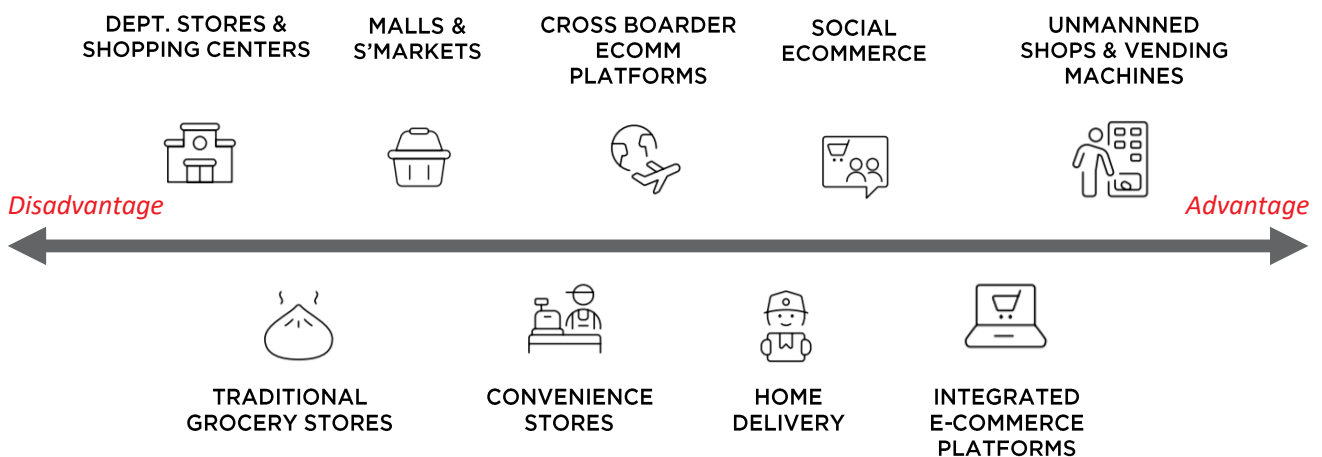 DEPT. STORES &
SHOPPING CENTERS
MALLS &
S’MARKETS
CROSS BOARDER
ECOMM
PLATFORMS
SOCIAL
ECOMMERCE
UNMANNNED
SHOPS & VENDING
MACHINES
Disadvantage
Advantage
TRADITIONAL
GROCERY STORES
CONVENIENCE
STORES
HOME
DELIVERY
INTEGRATED
E-COMMERCE
PLATFORMS